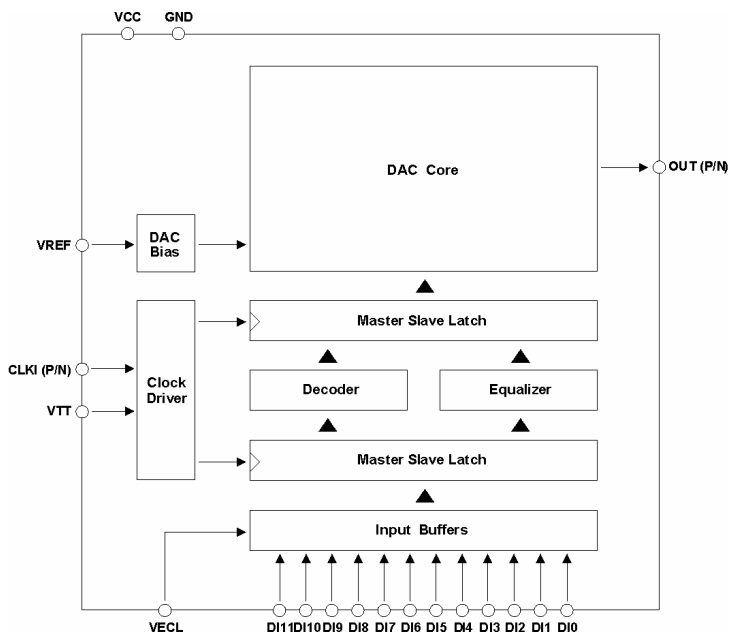 VCC GND
DAC Core
OUT (P/N)
VREF
DAC
Bias
Master Slave Latch
CLKI (P/N)
Clock
Driver
VTT
Decoder
Equalizer
Master Slave Latch
Input Buffers
VECL
DI11 DI10 DI9 DI8 DI7 DI6 DI5 DI4 DI3 DI2 DI1 DI0